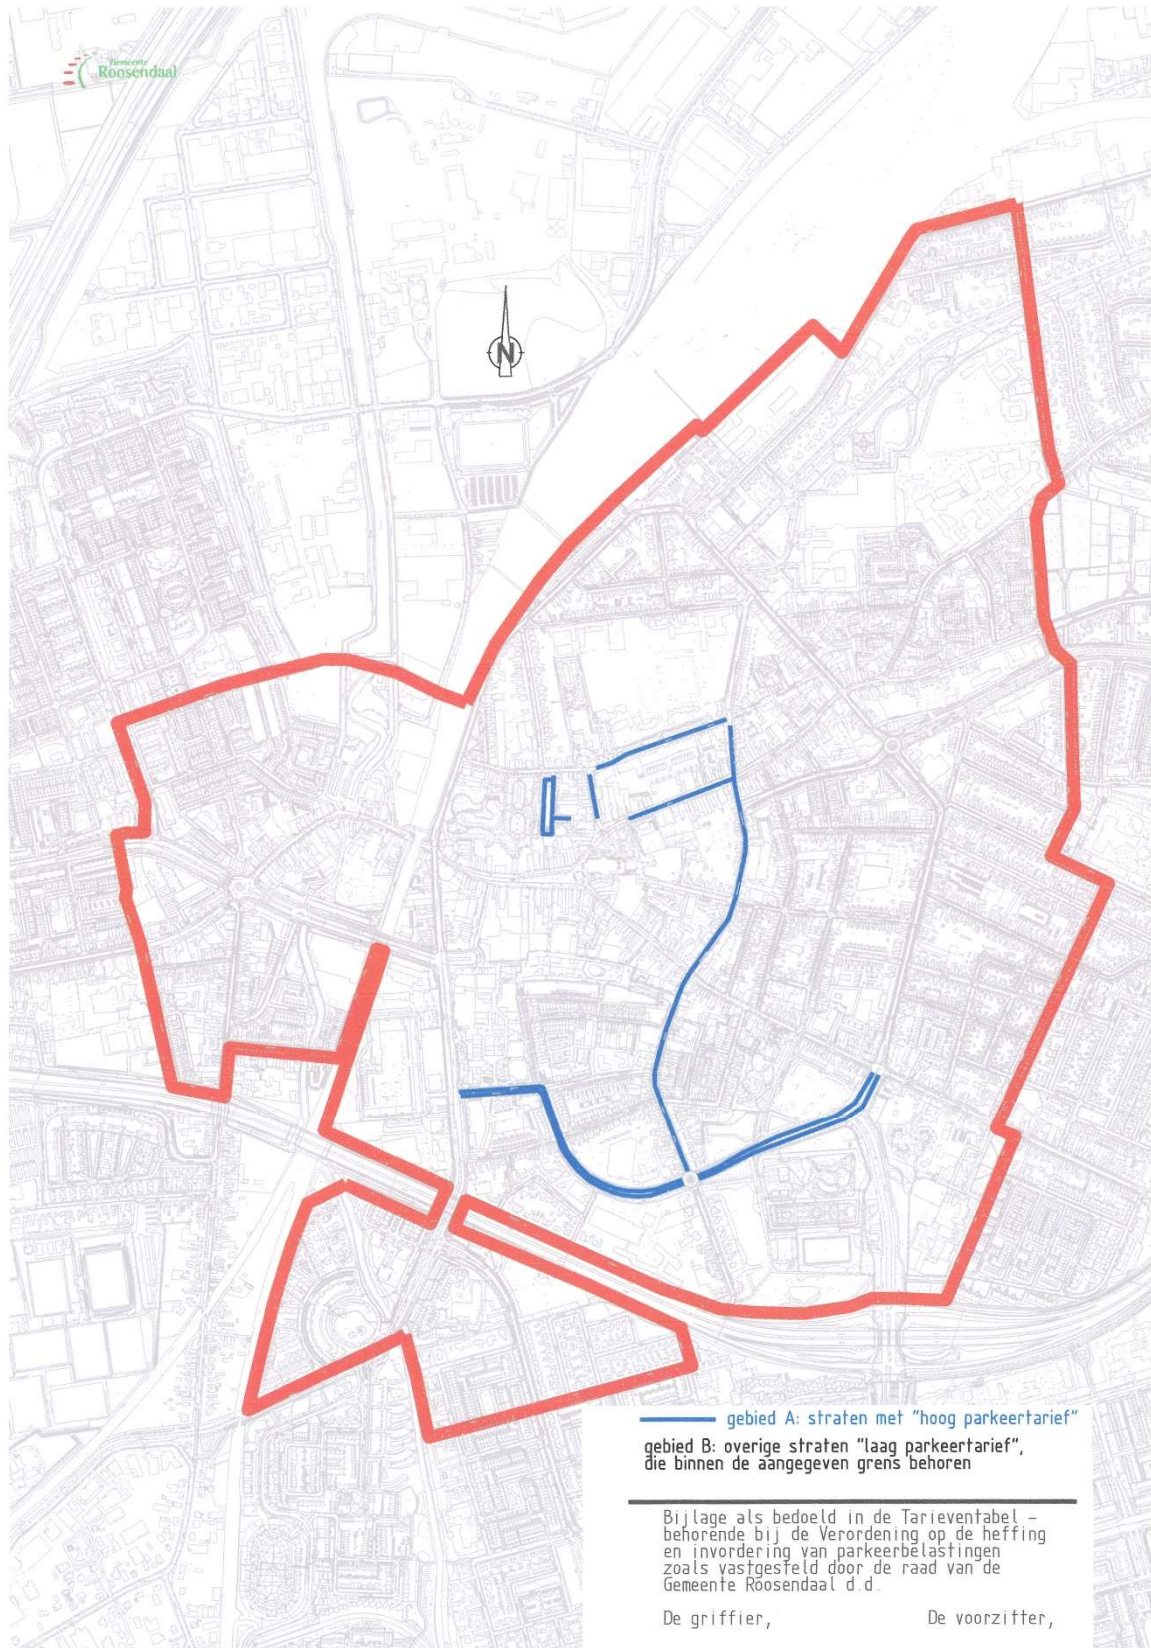 Gemeente
Roosendaal
N
gebied A: straten met "hoog parkeertarief"
gebied B: overige straten "laag parkeertarief",
die binnen de aangegeven grens behoren
Bijlage als bedoeld in de Tarieventabel -
behorende bij de Verordening op de heffing
en invordering van parkeerbelastingen
zoals vastgesteld door de raad van de
Gemeente Roosendaal d.d.
De griffier, De voorzitter,